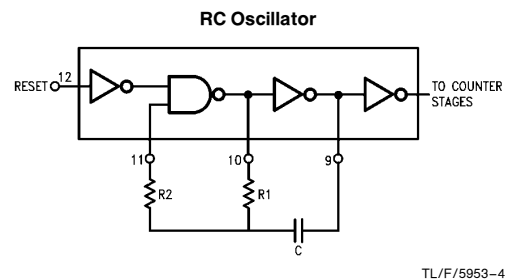 RC Oscillator
RESET
12
TO COUNTER
STAGES
11
10
9
R2
R1
C
TL/F/5953–4